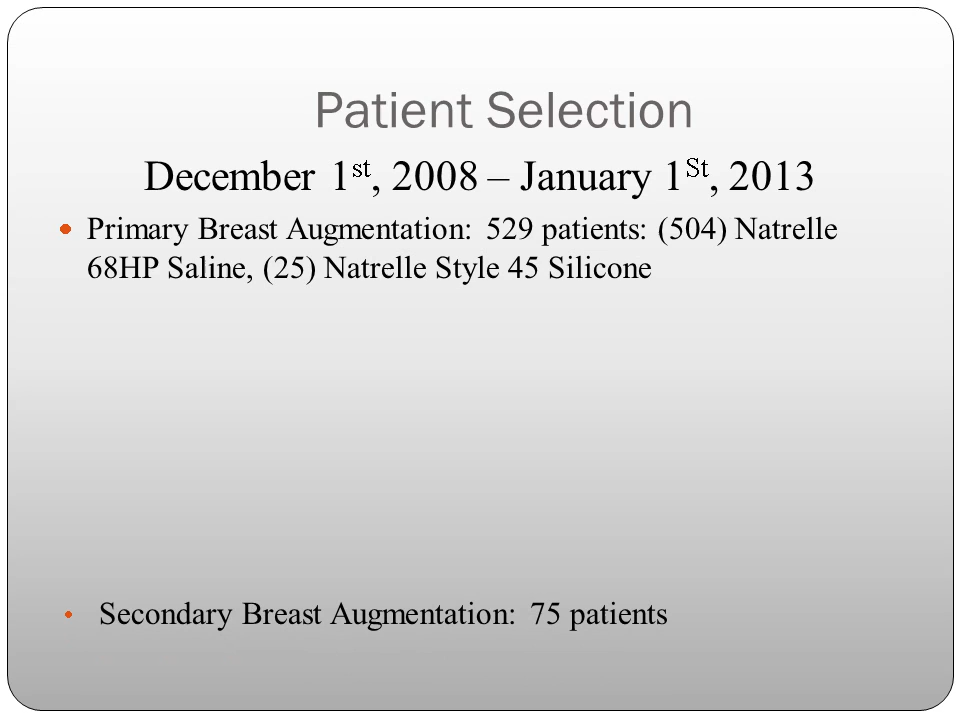 Patient Selection
December 1st, 2008 – January 1St, 2013
• Primary Breast Augmentation: 529 patients: (504) Natrelle
68HP Saline, (25) Natrelle Style 45 Silicone
• Secondary Breast Augmentation: 75 patients